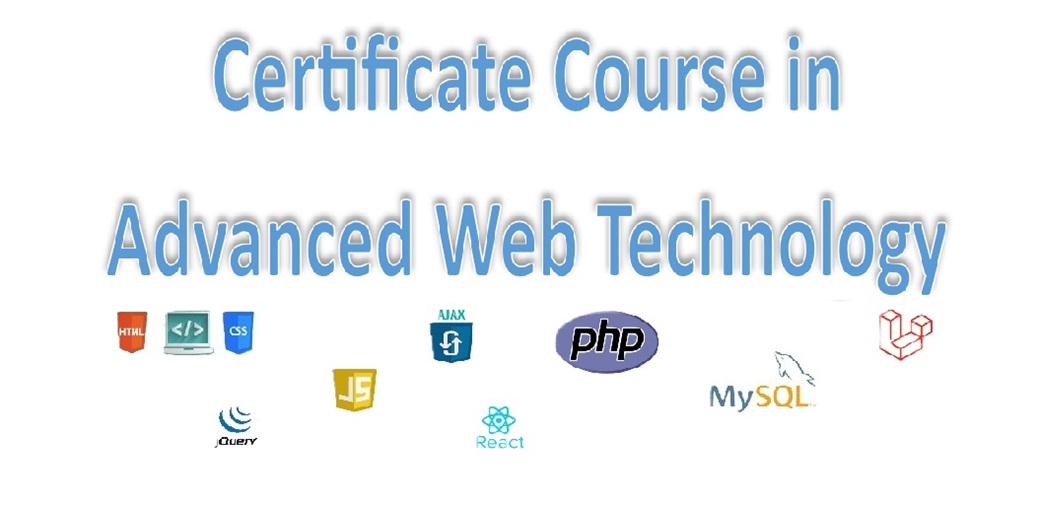 Certificate Course in
Advanced Web Technology
HTML
</>
CSS
AJAX
php
JS
MySQL
jQuery
React